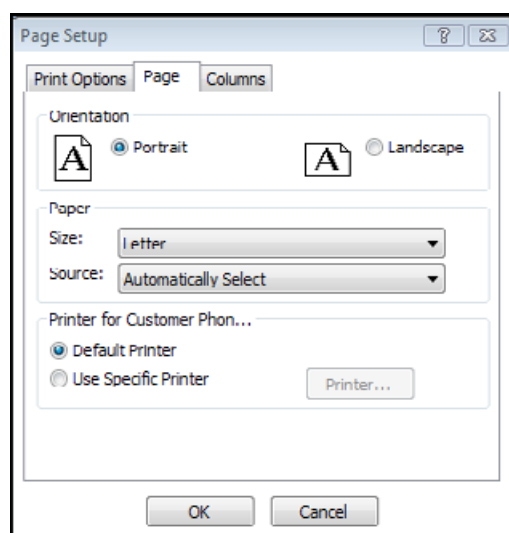 Page Setup
Print Options Page Columns
Orientation
A Portrait A Landscape
Paper
Size: Letter
Source: Automatically Select
Printer for Customer Phon...
Default Printer
Use Specific Printer Printer...
OK Cancel